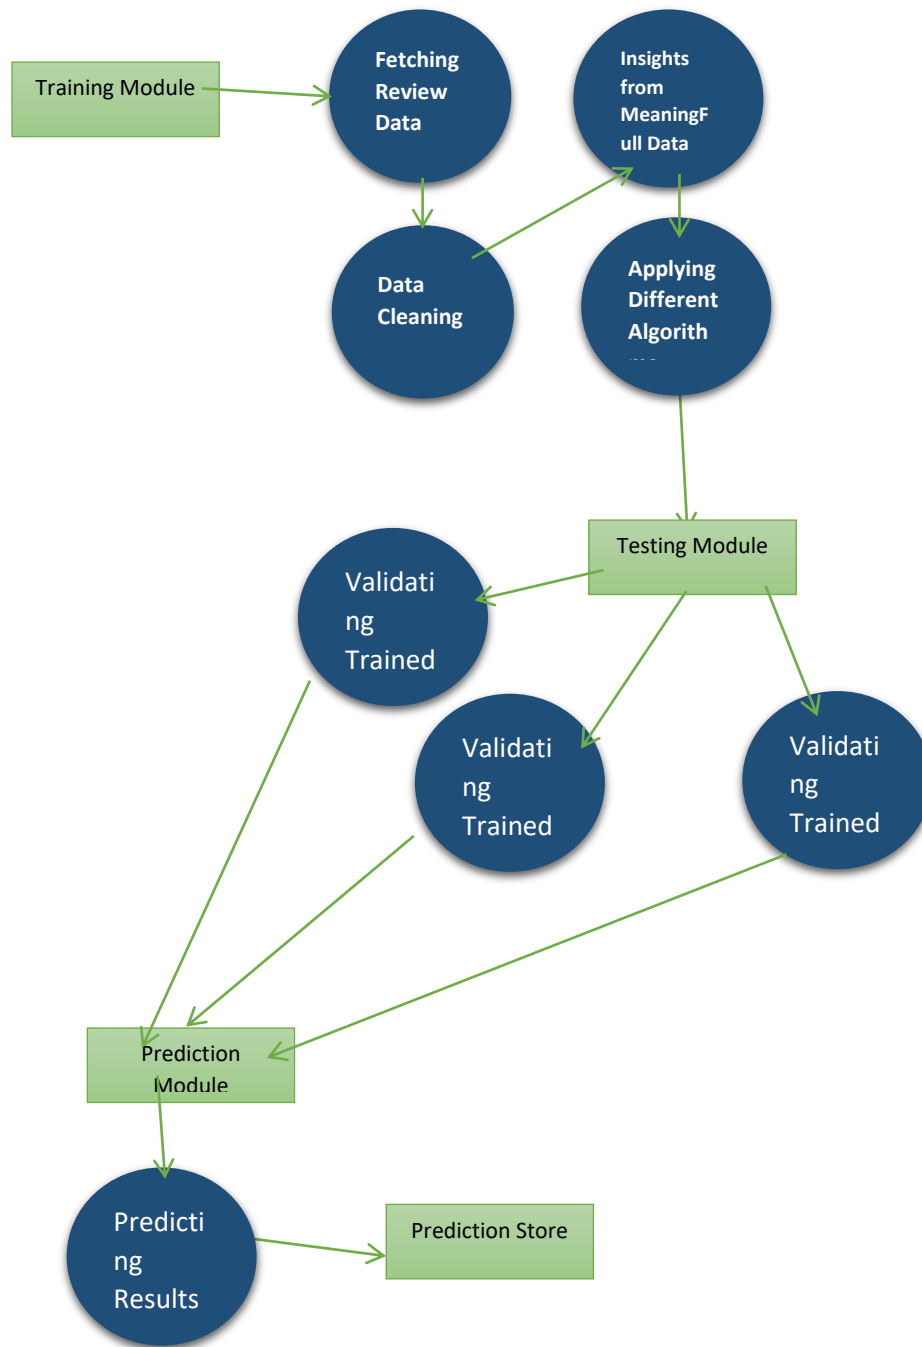 Training Module
Fetching
Review
Data
Insights
from
MeaningF
ull Data
Data
Cleaning
Applying
Different
Algorith
Testing Module
Validati
ng
Trained
Validati
ng
Trained
Validati
ng
Trained
Prediction
Module
Predicti
ng
Results
Prediction Store